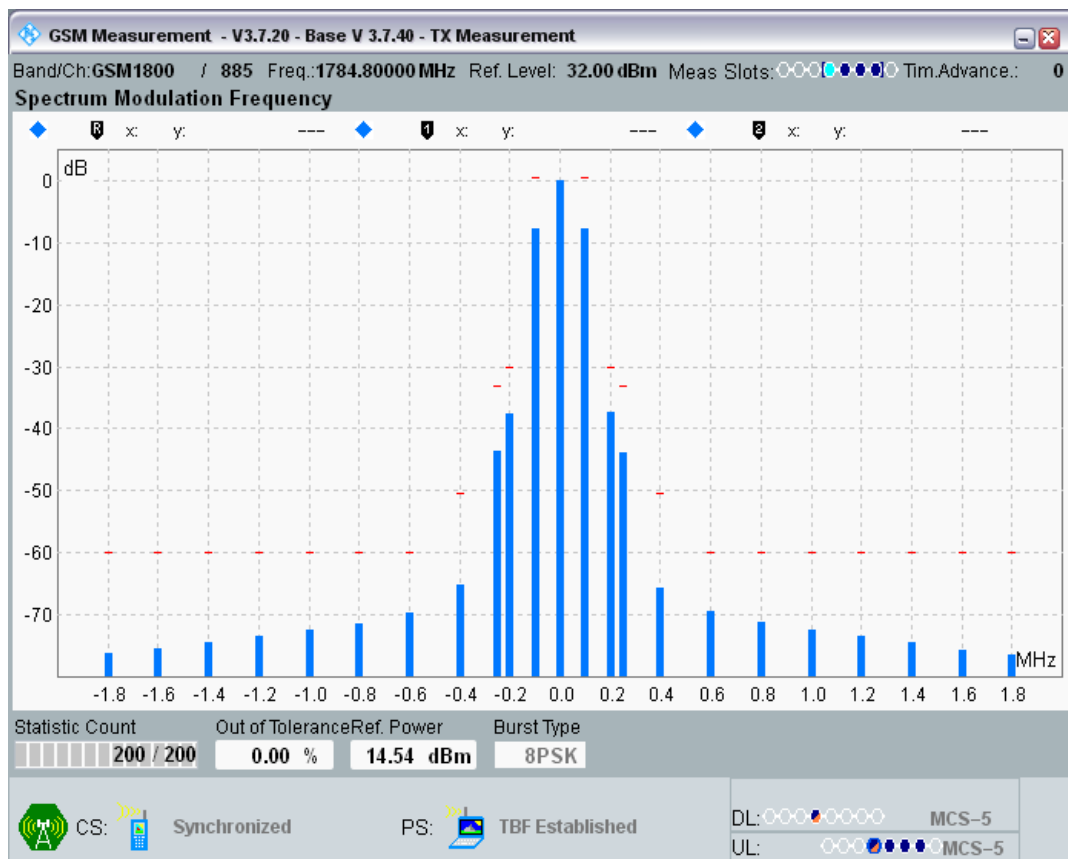 GSM Measurement - V3.7.20 - Base V 3.7.40 - TX Measurement
Band/Ch:GSM1800 / 885 Freq.:1784.80000 MHz Ref. Level: 32.00 dBm Meas Slots: Tim.Advance.: 0
Spectrum Modulation Frequency
R x: y: --- 1 x: y: --- 2 x: y: ---
dB
0
-10
-20
-30
-40
-50
-60
-70
MHz
-1.8 -1.6 -1.4 -1.2 -1.0 -0.8 -0.6 -0.4 -0.2 0.0 0.2 0.4 0.6 0.8 1.0 1.2 1.4 1.6 1.8
Statistic Count Out of Tolerance Ref. Power Burst Type
200 / 200 0.00 % 14.54 dBm 8PSK
CS: Synchronized PS: TBF Established
DL: MCS-5
UL: MCS-5